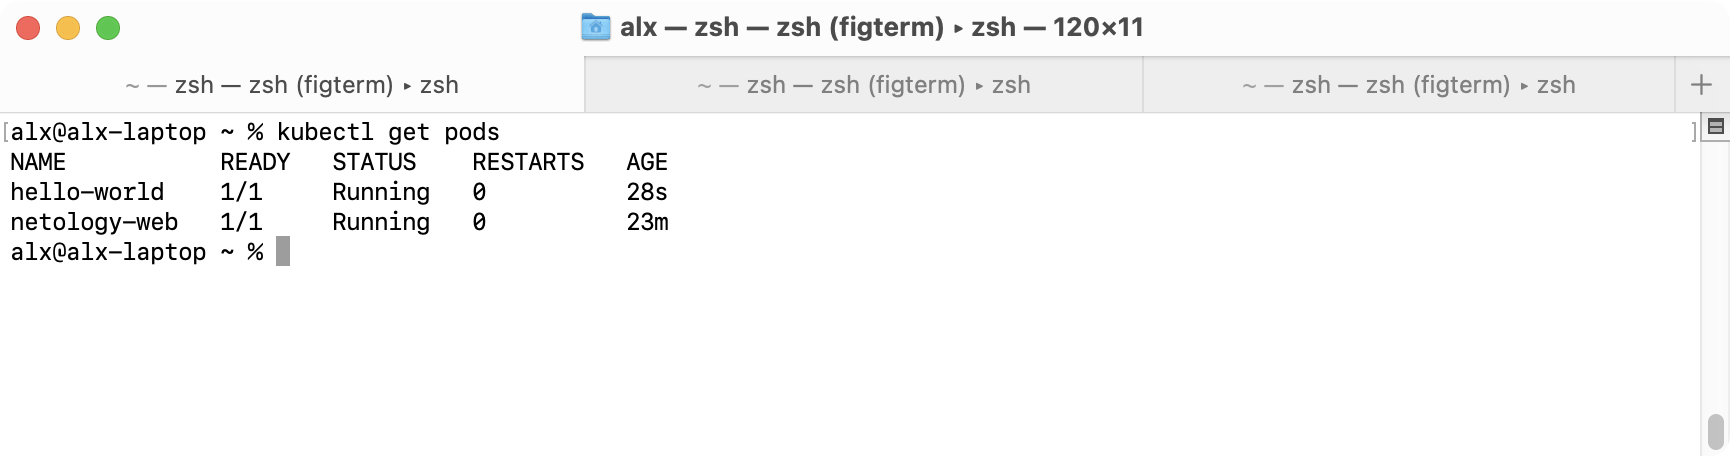 alx — zsh — zsh (figterm) ▸ zsh — 120×11
~ — zsh — zsh (figterm) ▸ zsh
~ — zsh — zsh (figterm) ▸ zsh
~ — zsh — zsh (figterm) ▸ zsh
+
[alx@alx-laptop ~ % kubectl get pods ]
NAME           READY   STATUS    RESTARTS   AGE
hello-world    1/1     Running   0          28s
netology-web   1/1     Running   0          23m
alx@alx-laptop ~ %